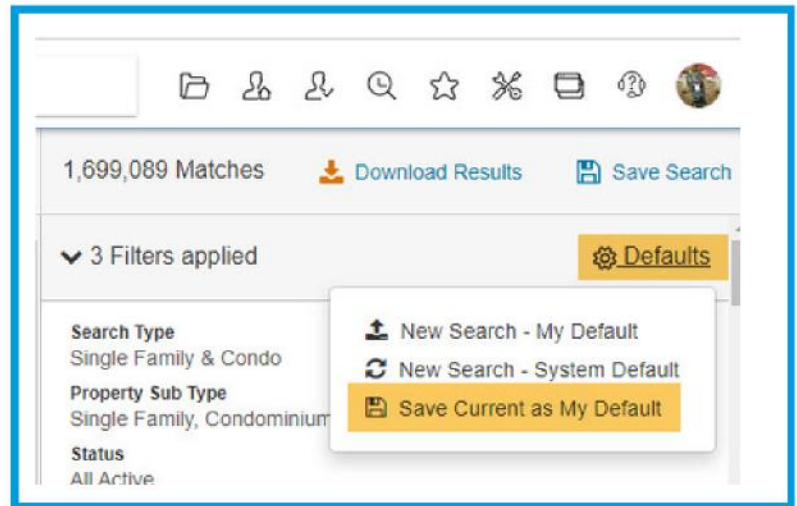 1,699,089 Matches Download Results Save Search
3 Filters applied Defaults
Search Type
Single Family & Condo
Property Sub Type
Single Family, Condominium
Status
All Active
New Search - My Default
New Search - System Default
Save Current as My Default